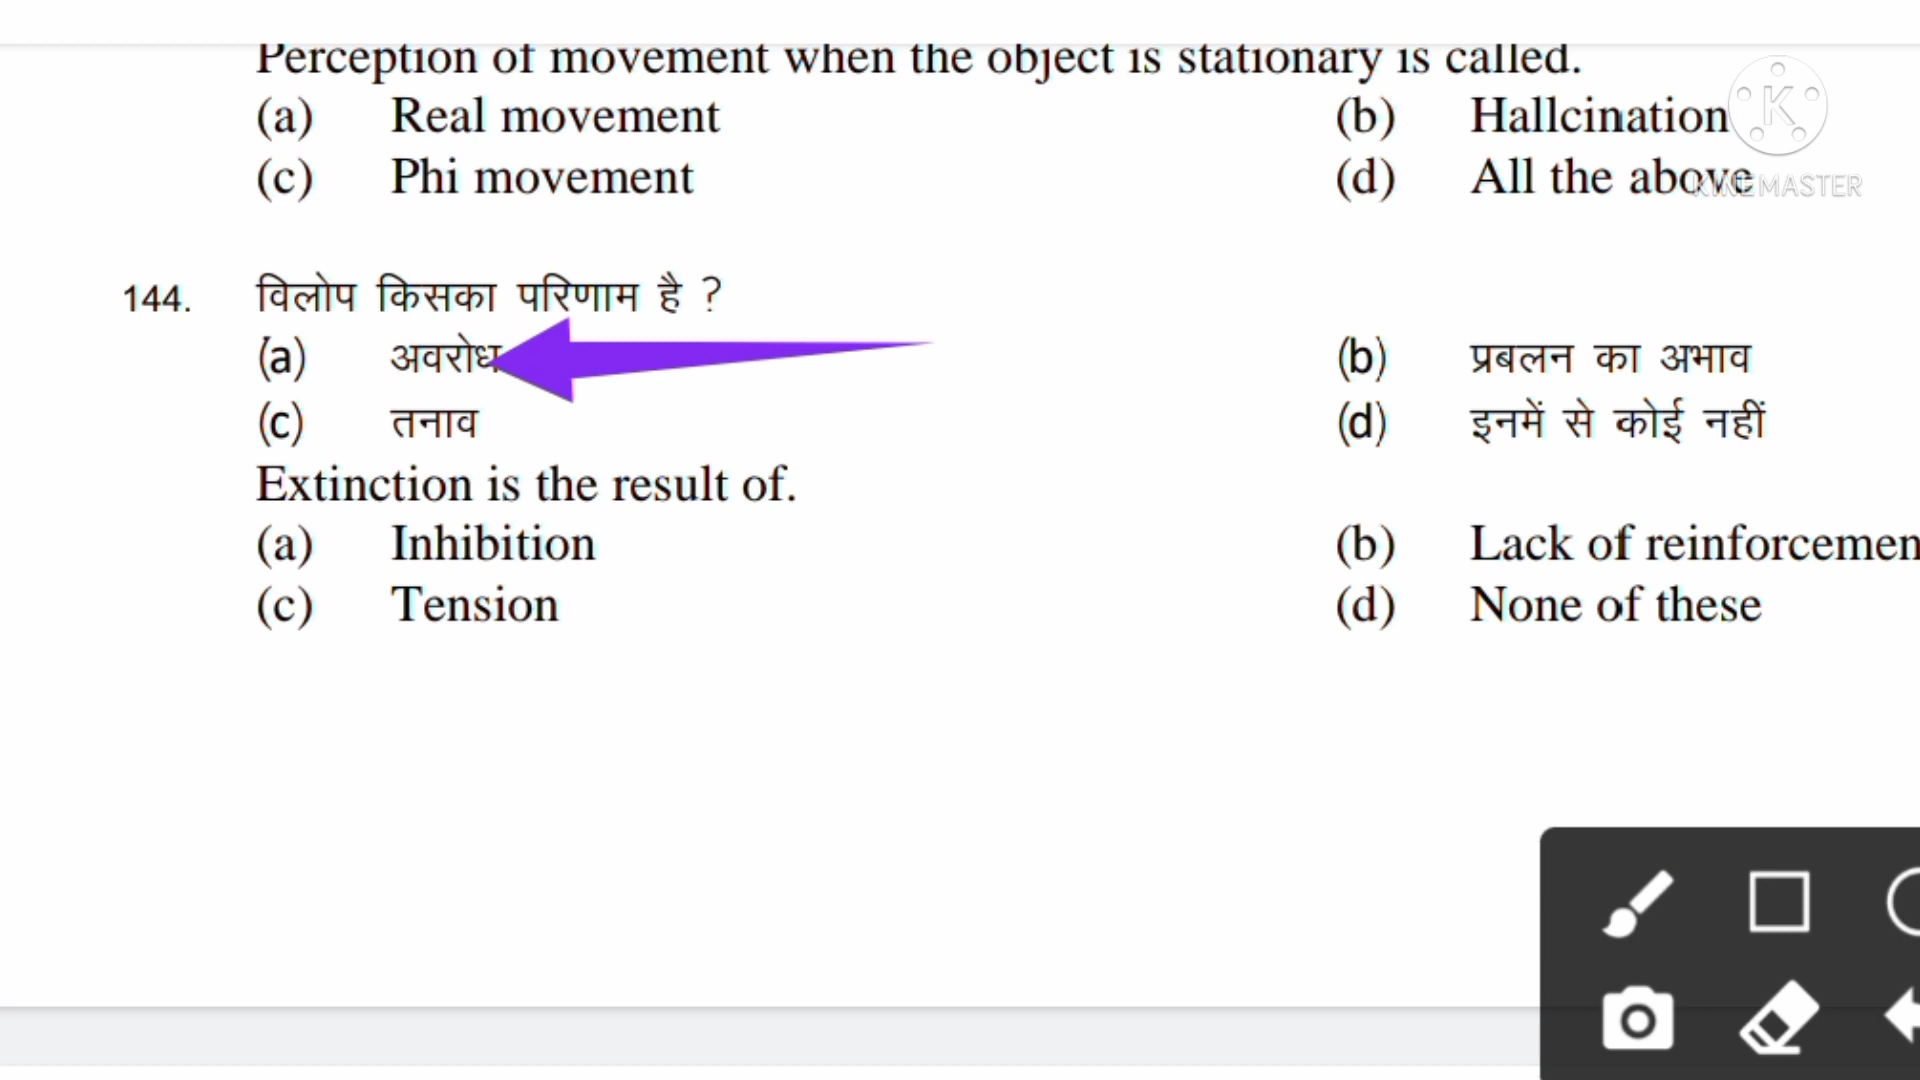 Perception of movement when the object is stationary is called.
(a) Real movement (b) Hallcination
(c) Phi movement (d) All the above
KINEMASTER
144. विलोप किसका परिणाम है ?
(a) अवरोध (b) प्रबलन का अभाव
(c) तनाव (d) इनमें से कोई नहीं
Extinction is the result of.
(a) Inhibition (b) Lack of reinforcemen
(c) Tension (d) None of these